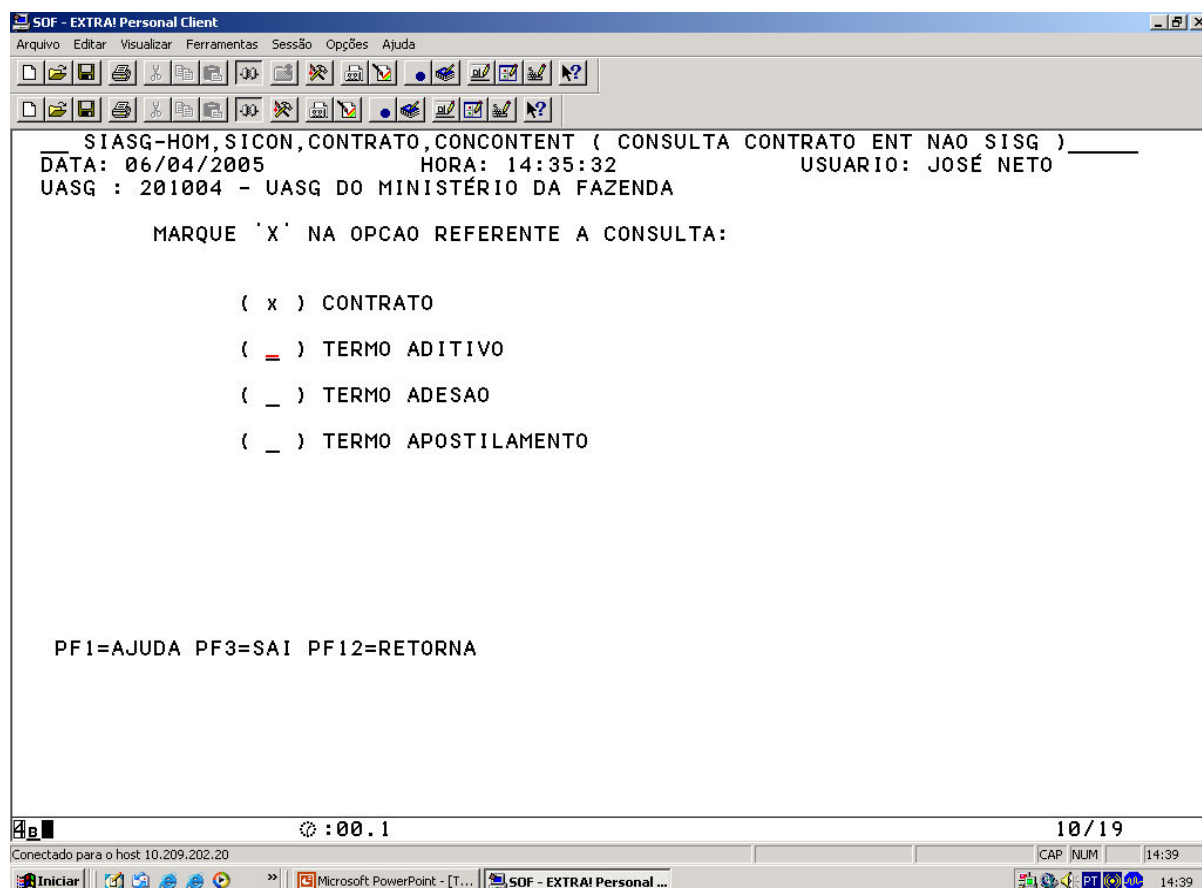 SOF - EXTRA! Personal Client
Arquivo Editar Visualizar Ferramentas Sessão Opções Ajuda
__ SIASG-HOM,SICON,CONTRATO,CONCONTENT ( CONSULTA CONTRATO ENT NAO SISG )______
DATA: 06/04/2005 HORA: 14:35:32 USUARIO: JOSÉ NETO
UASG : 201004 - UASG DO MINISTÉRIO DA FAZENDA
MARQUE 'X' NA OPCAO REFERENTE A CONSULTA:
( x ) CONTRATO
( _ ) TERMO ADITIVO
( _ ) TERMO ADESAO
( _ ) TERMO APOSTILAMENTO
PF1=AJUDA PF3=SAI PF12=RETORNA
4B :00.1 10/19
Conectado para o host 10.209.202.20 CAP NUM 14:39
Iniciar » Microsoft PowerPoint - [T... SOF - EXTRA! Personal ... PT 14:39